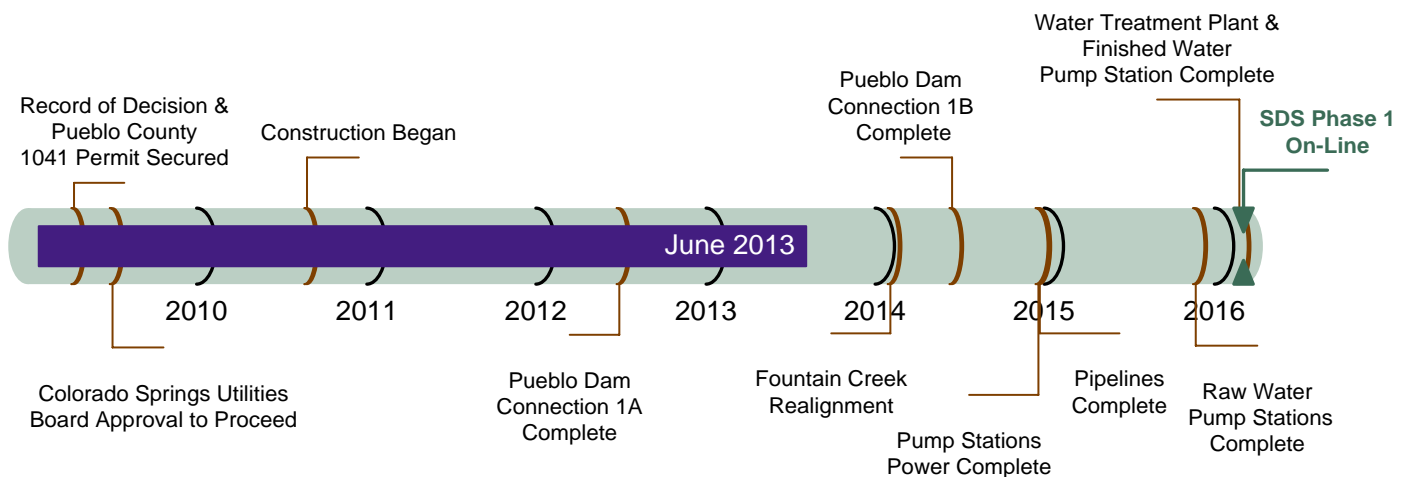 Water Treatment Plant &
Finished Water
Pump Station Complete
Pueblo Dam
Connection 1B
Complete
Record of Decision &
Pueblo County
1041 Permit Secured
Construction Began
SDS Phase 1
On-Line
June 2013
2010
2011
2012
2013
2014
2015
2016
Colorado Springs Utilities
Board Approval to Proceed
Pueblo Dam
Connection 1A
Complete
Fountain Creek
Realignment
Pump Stations
Power Complete
Pipelines
Complete
Raw Water
Pump Stations
Complete